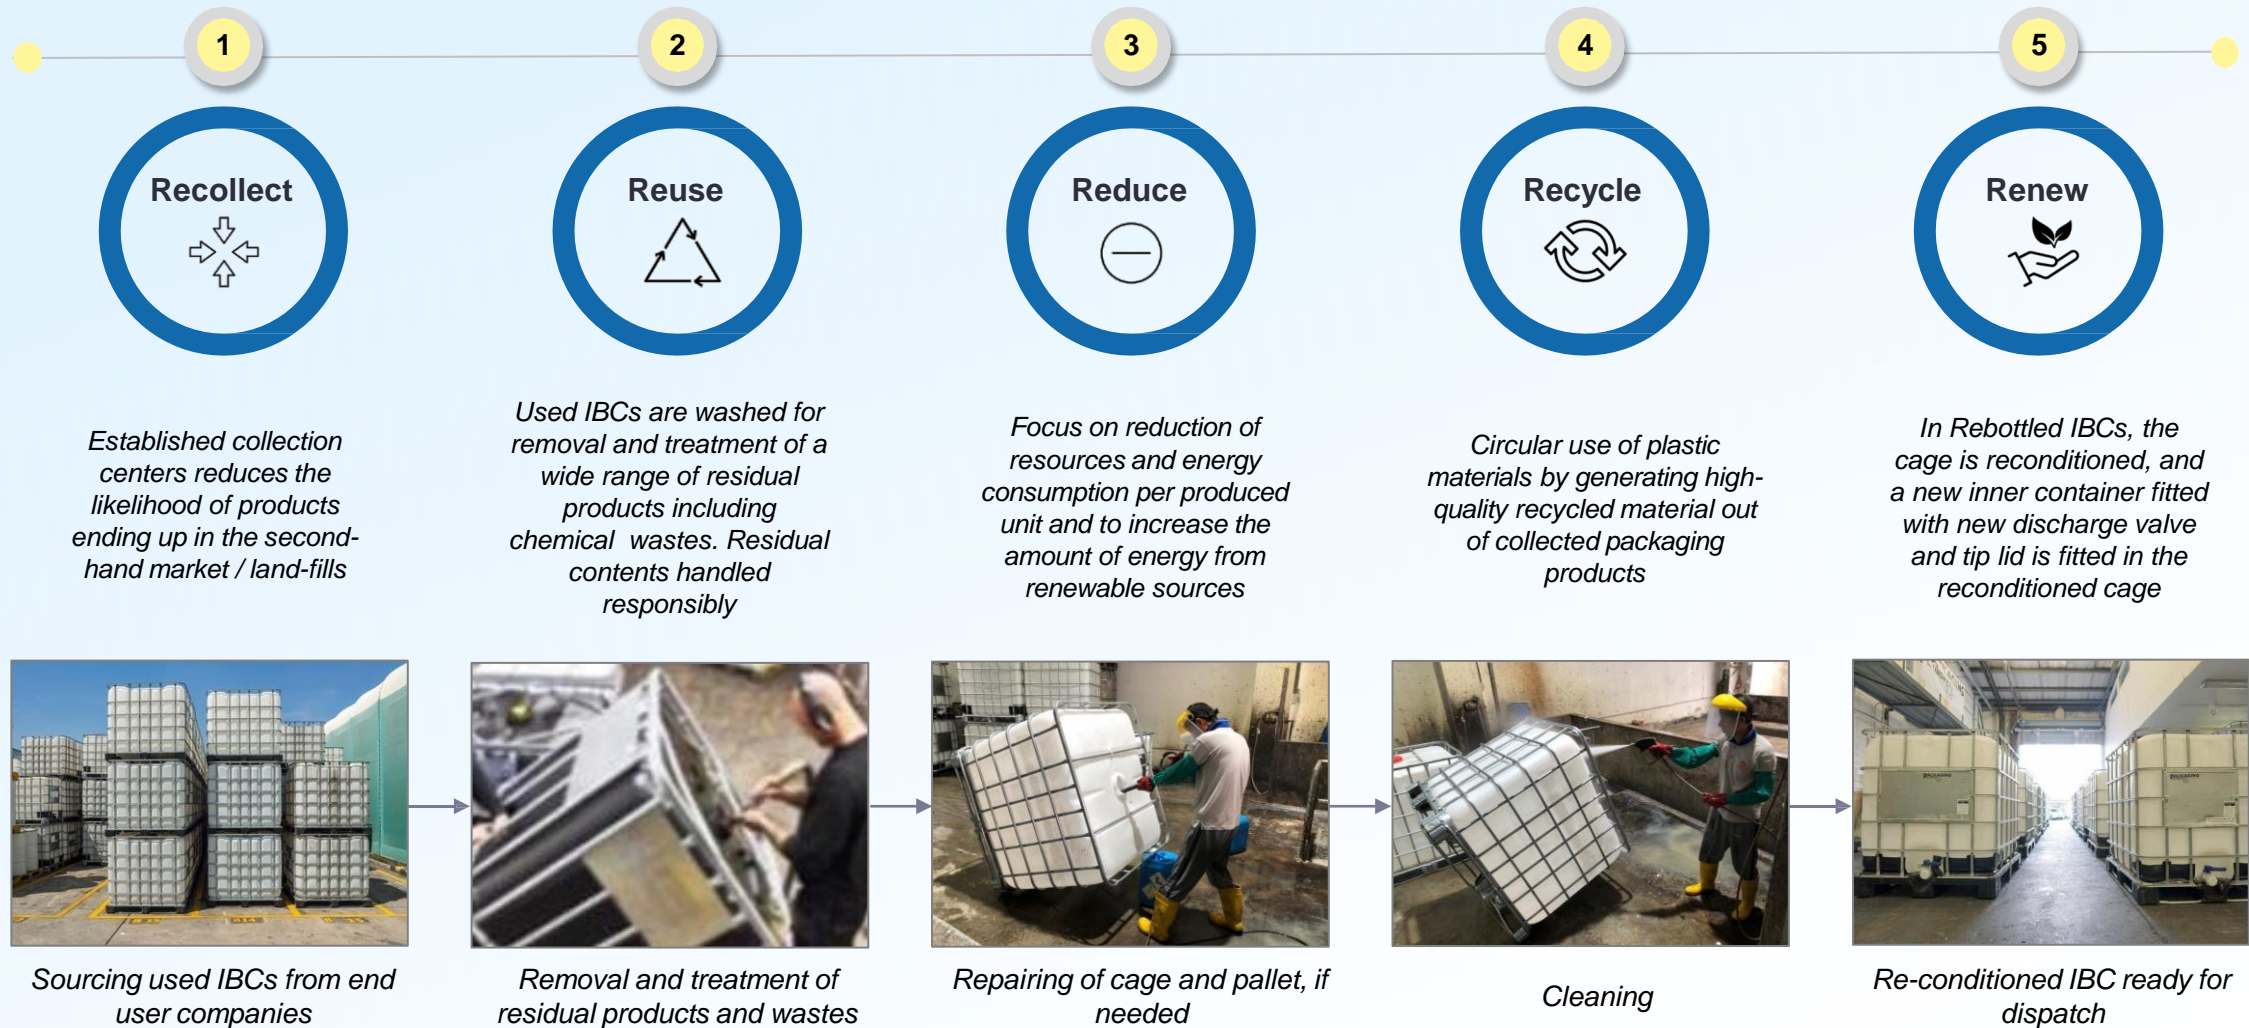 1
2
3
4
5
Recollect
Reuse
Reduce
Recycle
Renew
Established collection
centers reduces the
likelihood of products
ending up in the second-
hand market / land-fills
Used IBCs are washed for
removal and treatment of a
wide range of residual
products including
chemical  wastes. Residual
contents handled
responsibly
Focus on reduction of
resources and energy
consumption per produced
unit and to increase the
amount of energy from
renewable sources
Circular use of plastic
materials by generating high-
quality recycled material out
of collected packaging
products
In Rebottled IBCs, the
cage is reconditioned, and
a new inner container fitted
with new discharge valve
and tip lid is fitted in the
reconditioned cage
PACKAGING
PACKAGING
Sourcing used IBCs from end
user companies
Removal and treatment of
residual products and wastes
Repairing of cage and pallet, if
needed
Cleaning
Re-conditioned IBC ready for
dispatch